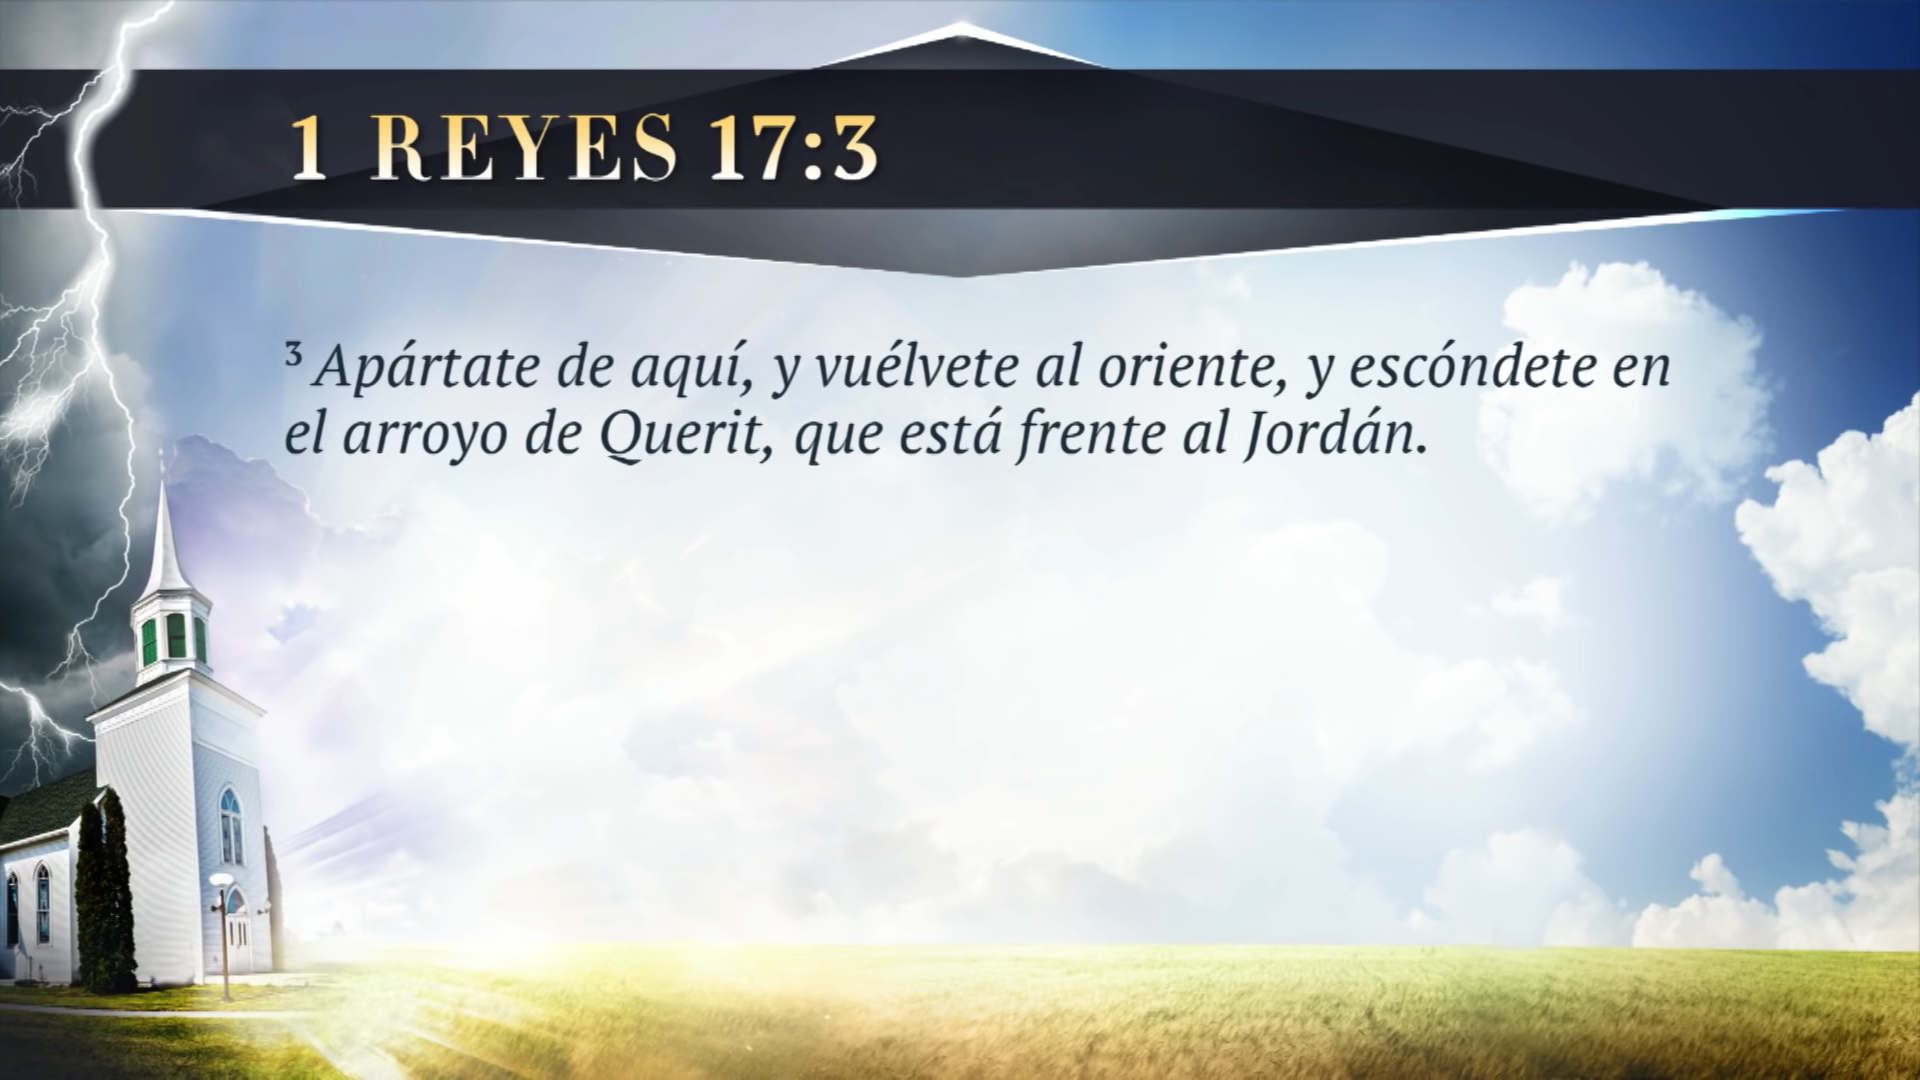 1 REYES 17:3
³ Apártate de aquí, y vuélvete al oriente, y escóndete en
el arroyo de Querit, que está frente al Jordán.